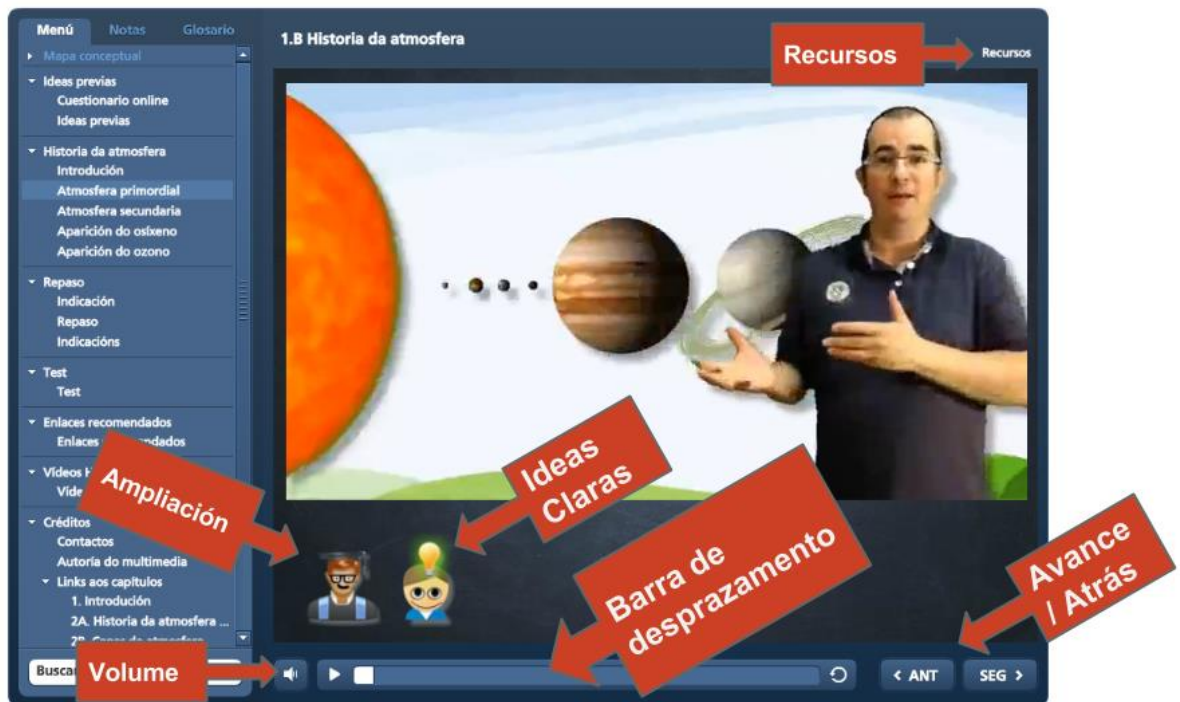 Menú Notas Glosario
Mapa conceptual
Ideas previas
Cuestionario online
Ideas previas
Historia da atmosfera
Introdución
Atmosfera primordial
Atmosfera secundaria
Aparición do osíxeno
Aparición do ozono
Repaso
Indicación
Repaso
Indicacións
Test
Test
Enlaces recomendados
Enlaces
Vídeos
Créditos
Contactos
Autoría do multimedia
Links aos capítulos
1. Introdución
2A. Historia da atmosfera ...
Buscar
1.B Historia da atmosfera
Recursos
Recursos
Ampliación
Ideas
Claras
Barra de
desprazamento
Avance
/ Atrás
Volume
< ANT
SEG >